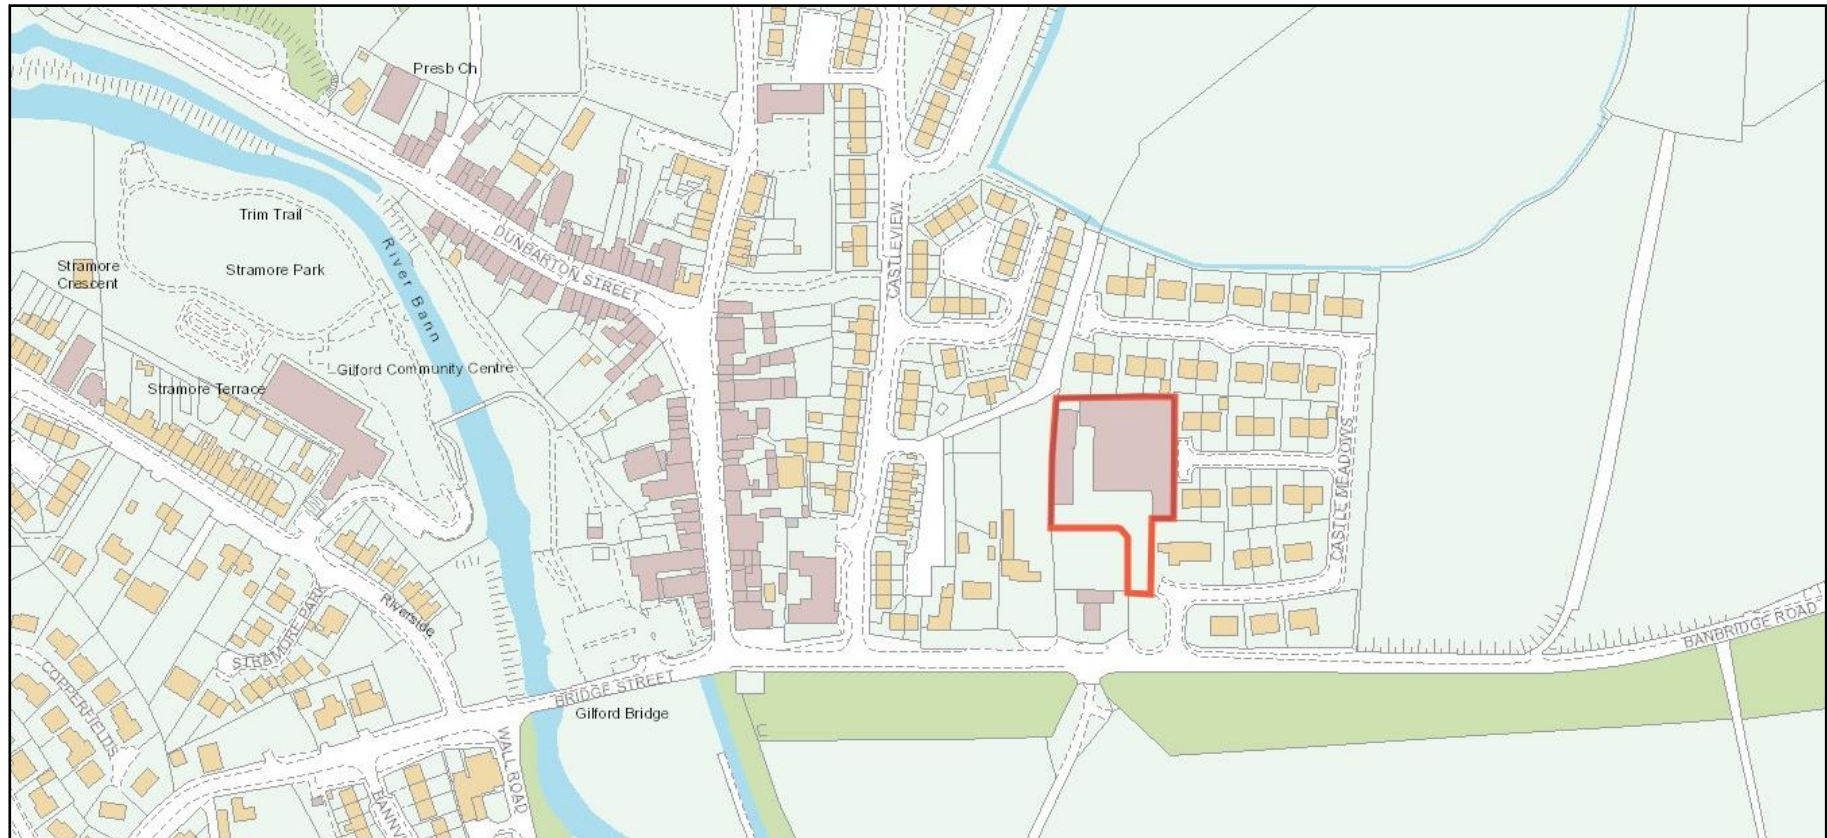 Presb Ch
Trim Trail
Stramore
Crescent
Stramore Park
River Bann
DUNBARTON STREET
CASTLEVIEW
Gilford Community Centre
Stramore Terrace
CASTLE MEADOWS
Riverside
STRAMORE PARK
COPPERFIELDS
BRIDGE STREET
Gilford Bridge
WALL ROAD
BANNV
BANBRIDGE ROAD